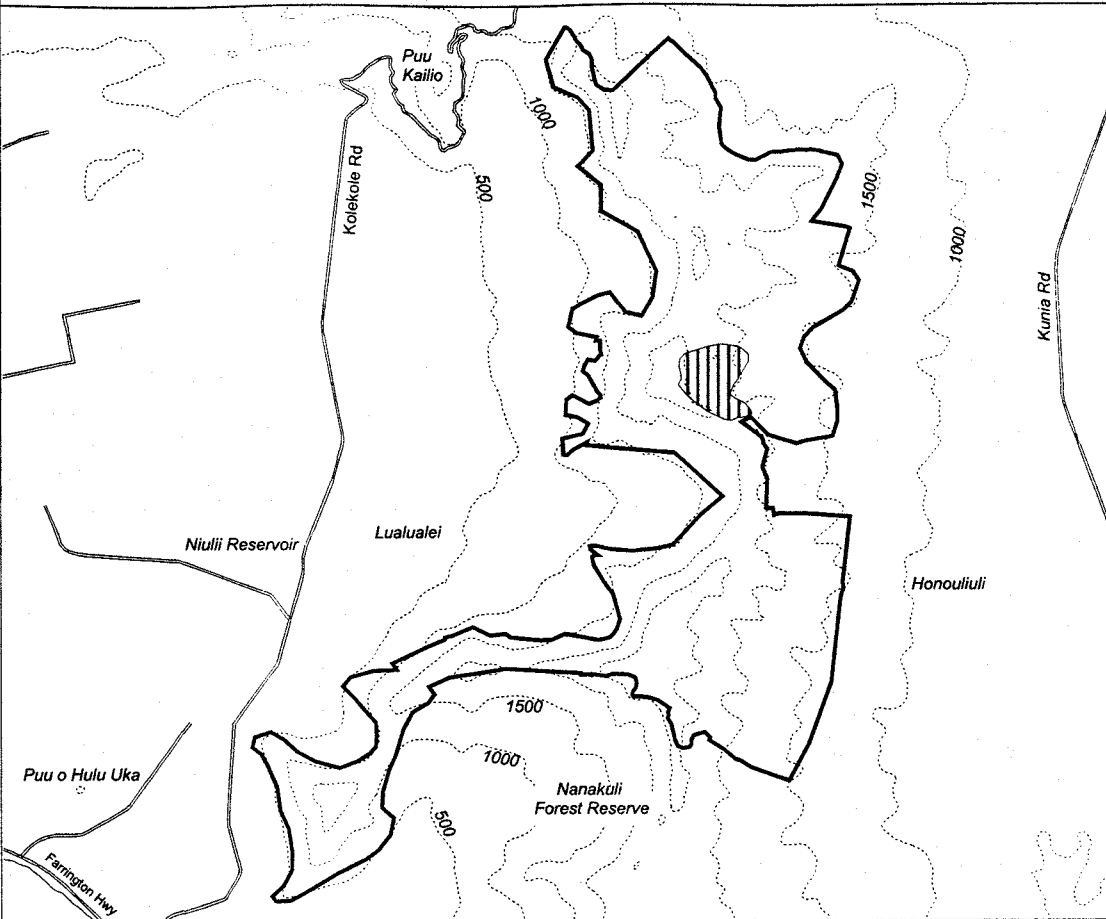 Puu
Kailio
1000
Kolekole Rd
500
1500
1000
Kunia Rd
Niulii Reservoir
Lualualei
Honouliuli
1500
1000
Puu o Hulu Uka
Nanakuli
Forest Reserve
500
Farrington Hwy